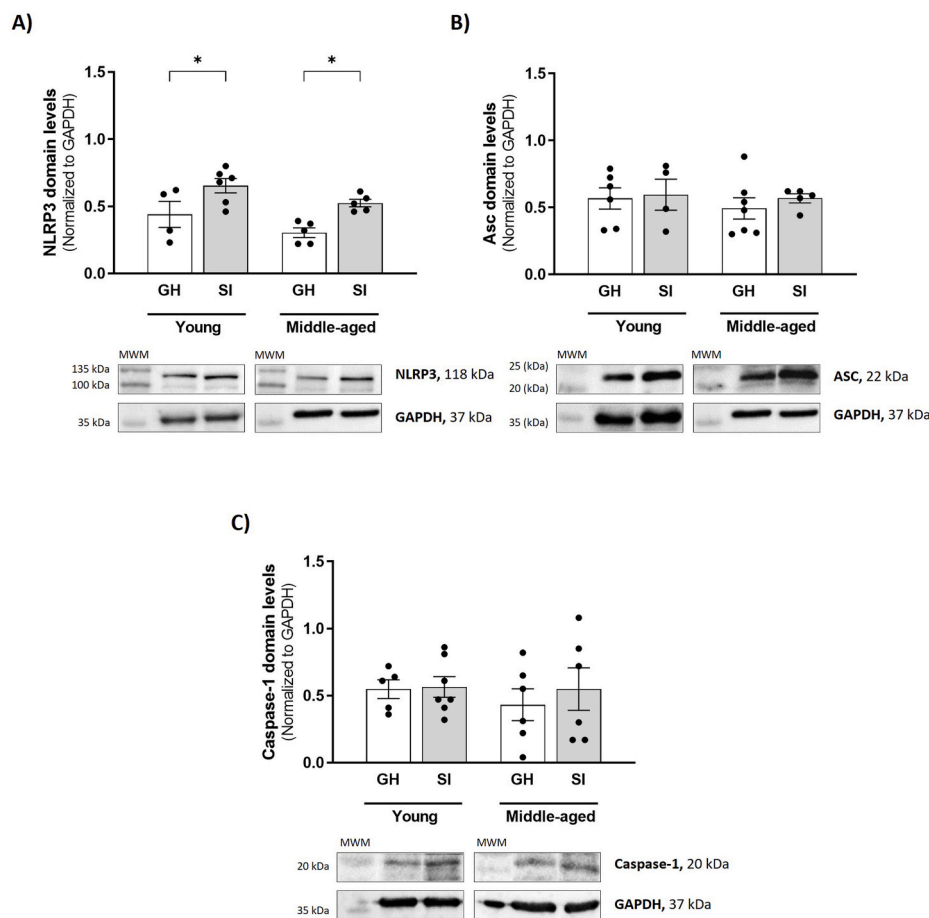 A)
NLRP3 domain levels
(Normalized to GAPDH)
1.5
1.0
0.5
0.0
*
*
GH SI GH SI
Young Middle-aged
MWM MWM
135 kDa
100 kDa
NLRP3, 118 kDa
35 kDa
GAPDH, 37 kDa
B)
Asc domain levels
(Normalized to GAPDH)
1.5
1.0
0.5
0.0
GH SI GH SI
Young Middle-aged
MWM MWM
25 (kDa)
20 (kDa)
ASC, 22 kDa
35 (kDa)
GAPDH, 37 kDa
C)
Caspase-1 domain levels
(Normalized to GAPDH)
1.5
1.0
0.5
0.0
GH SI GH SI
Young Middle-aged
MWM MWM
20 kDa
Caspase-1, 20 kDa
35 kDa
GAPDH, 37 kDa